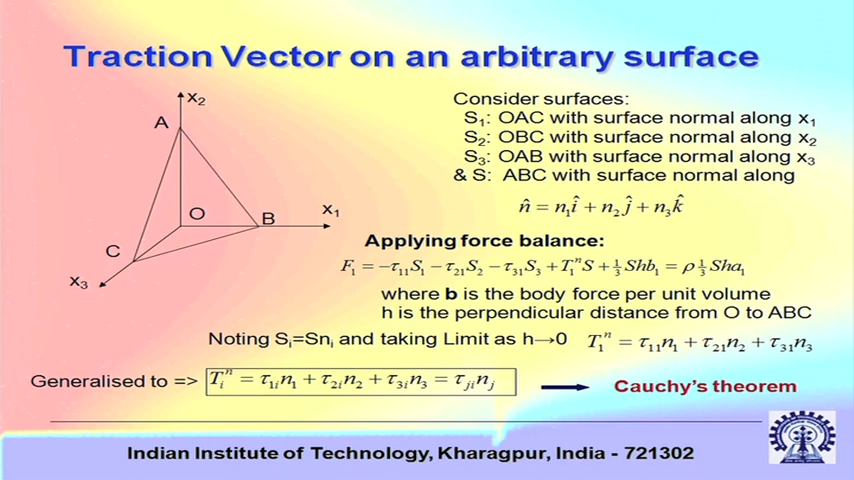 Traction Vector on an arbitrary surface
x₂
A
O
B
x₁
C
x₃
Consider surfaces:
S₁: OAC with surface normal along x₁
S₂: OBC with surface normal along x₂
S₃: OAB with surface normal along x₃
& S: ABC with surface normal along
n̂ = n₁î + n₂ĵ + n₃k̂
Applying force balance:
F₁ = −τ₁₁S₁ − τ₂₁S₂ − τ₃₁S₃ + T₁ⁿS + ⅓Shb₁ = ρ⅓Sha₁
where b is the body force per unit volume
h is the perpendicular distance from O to ABC
Noting Sᵢ=Snᵢ and taking Limit as h→0 T₁ⁿ = τ₁₁n₁ + τ₂₁n₂ + τ₃₁n₃
Generalised to => Tᵢⁿ = τ₁ᵢn₁ + τ₂ᵢn₂ + τ₃ᵢn₃ = τⱼᵢnⱼ → Cauchy's theorem
Indian Institute of Technology, Kharagpur, India - 721302